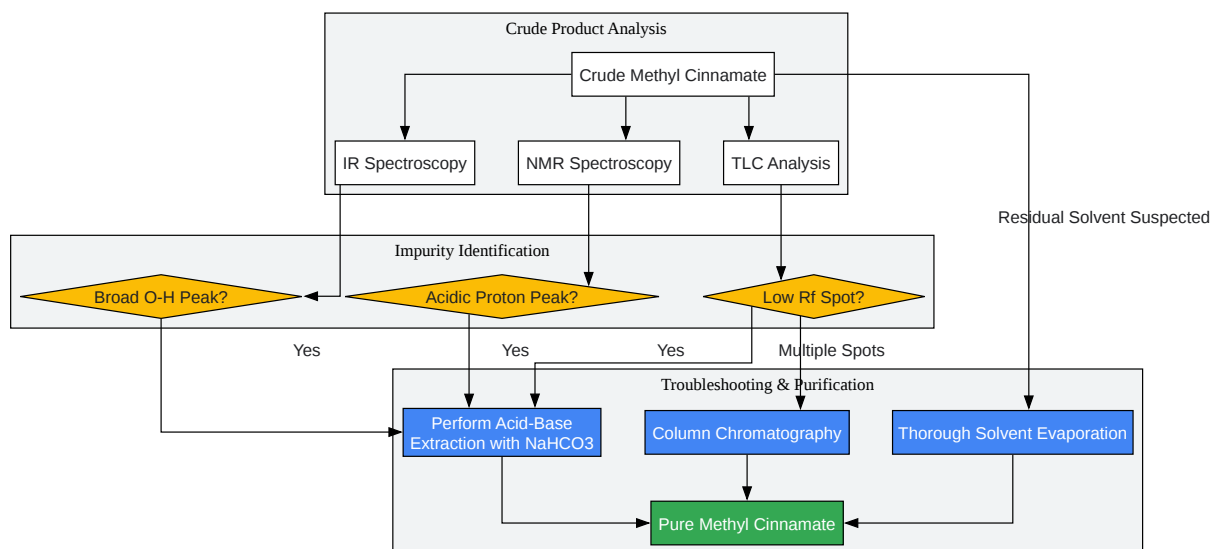 Crude Product Analysis
Crude Methyl Cinnamate
IR Spectroscopy
NMR Spectroscopy
TLC Analysis
Residual Solvent Suspected
Impurity Identification
Broad O-H Peak?
Acidic Proton Peak?
Low Rf Spot?
Yes
Yes
Yes
Multiple Spots
Troubleshooting & Purification
Perform Acid-Base
Extraction with NaHCO3
Column Chromatography
Thorough Solvent Evaporation
Pure Methyl Cinnamate